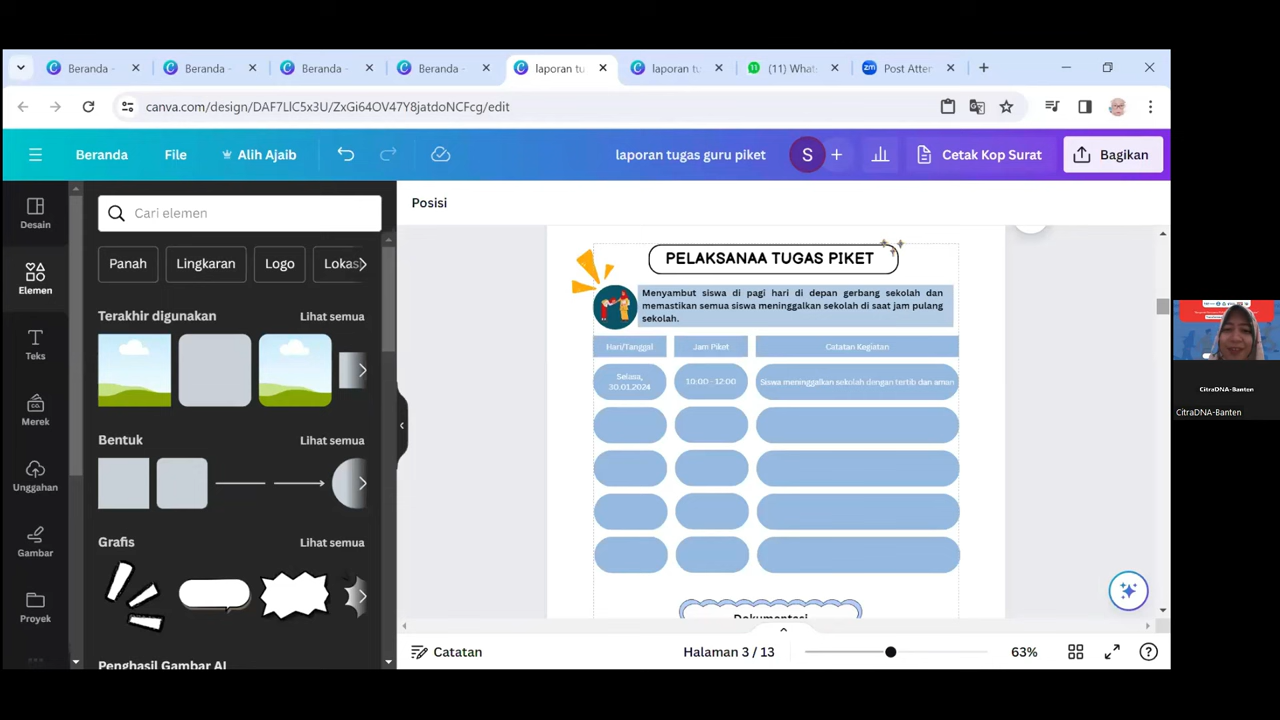 Beranda -
Beranda -
Beranda -
Beranda -
laporan tu
laporan tu
(11) What
Post Atter
canva.com/design/DAF7LlC5x3U/ZxGi64OV47Y8jatdoNCFcg/edit
Beranda
File
Alih Ajaib
laporan tugas guru piket
S
Cetak Kop Surat
Bagikan
Desain
Elemen
Teks
Merek
Unggahan
Gambar
Proyek
Cari elemen
Panah
Lingkaran
Logo
Lokas
Terakhir digunakan
Lihat semua
Bentuk
Lihat semua
Grafis
Lihat semua
Penghasil Gambar AI
Posisi
PELAKSANAA TUGAS PIKET
Menyambut siswa di pagi hari di depan gerbang sekolah dan
memastikan semua siswa meninggalkan sekolah di saat jam pulang
sekolah.
Hari/Tanggal
Jam Piket
Catatan Kegiatan
Selasa,
30.01.2024
10:00 - 12:00
Siswa meninggalkan sekolah dengan tertib dan aman
Dokumentasi
Catatan
Halaman 3 / 13
63%
CitraDNA-Banten
CitraDNA-Banten